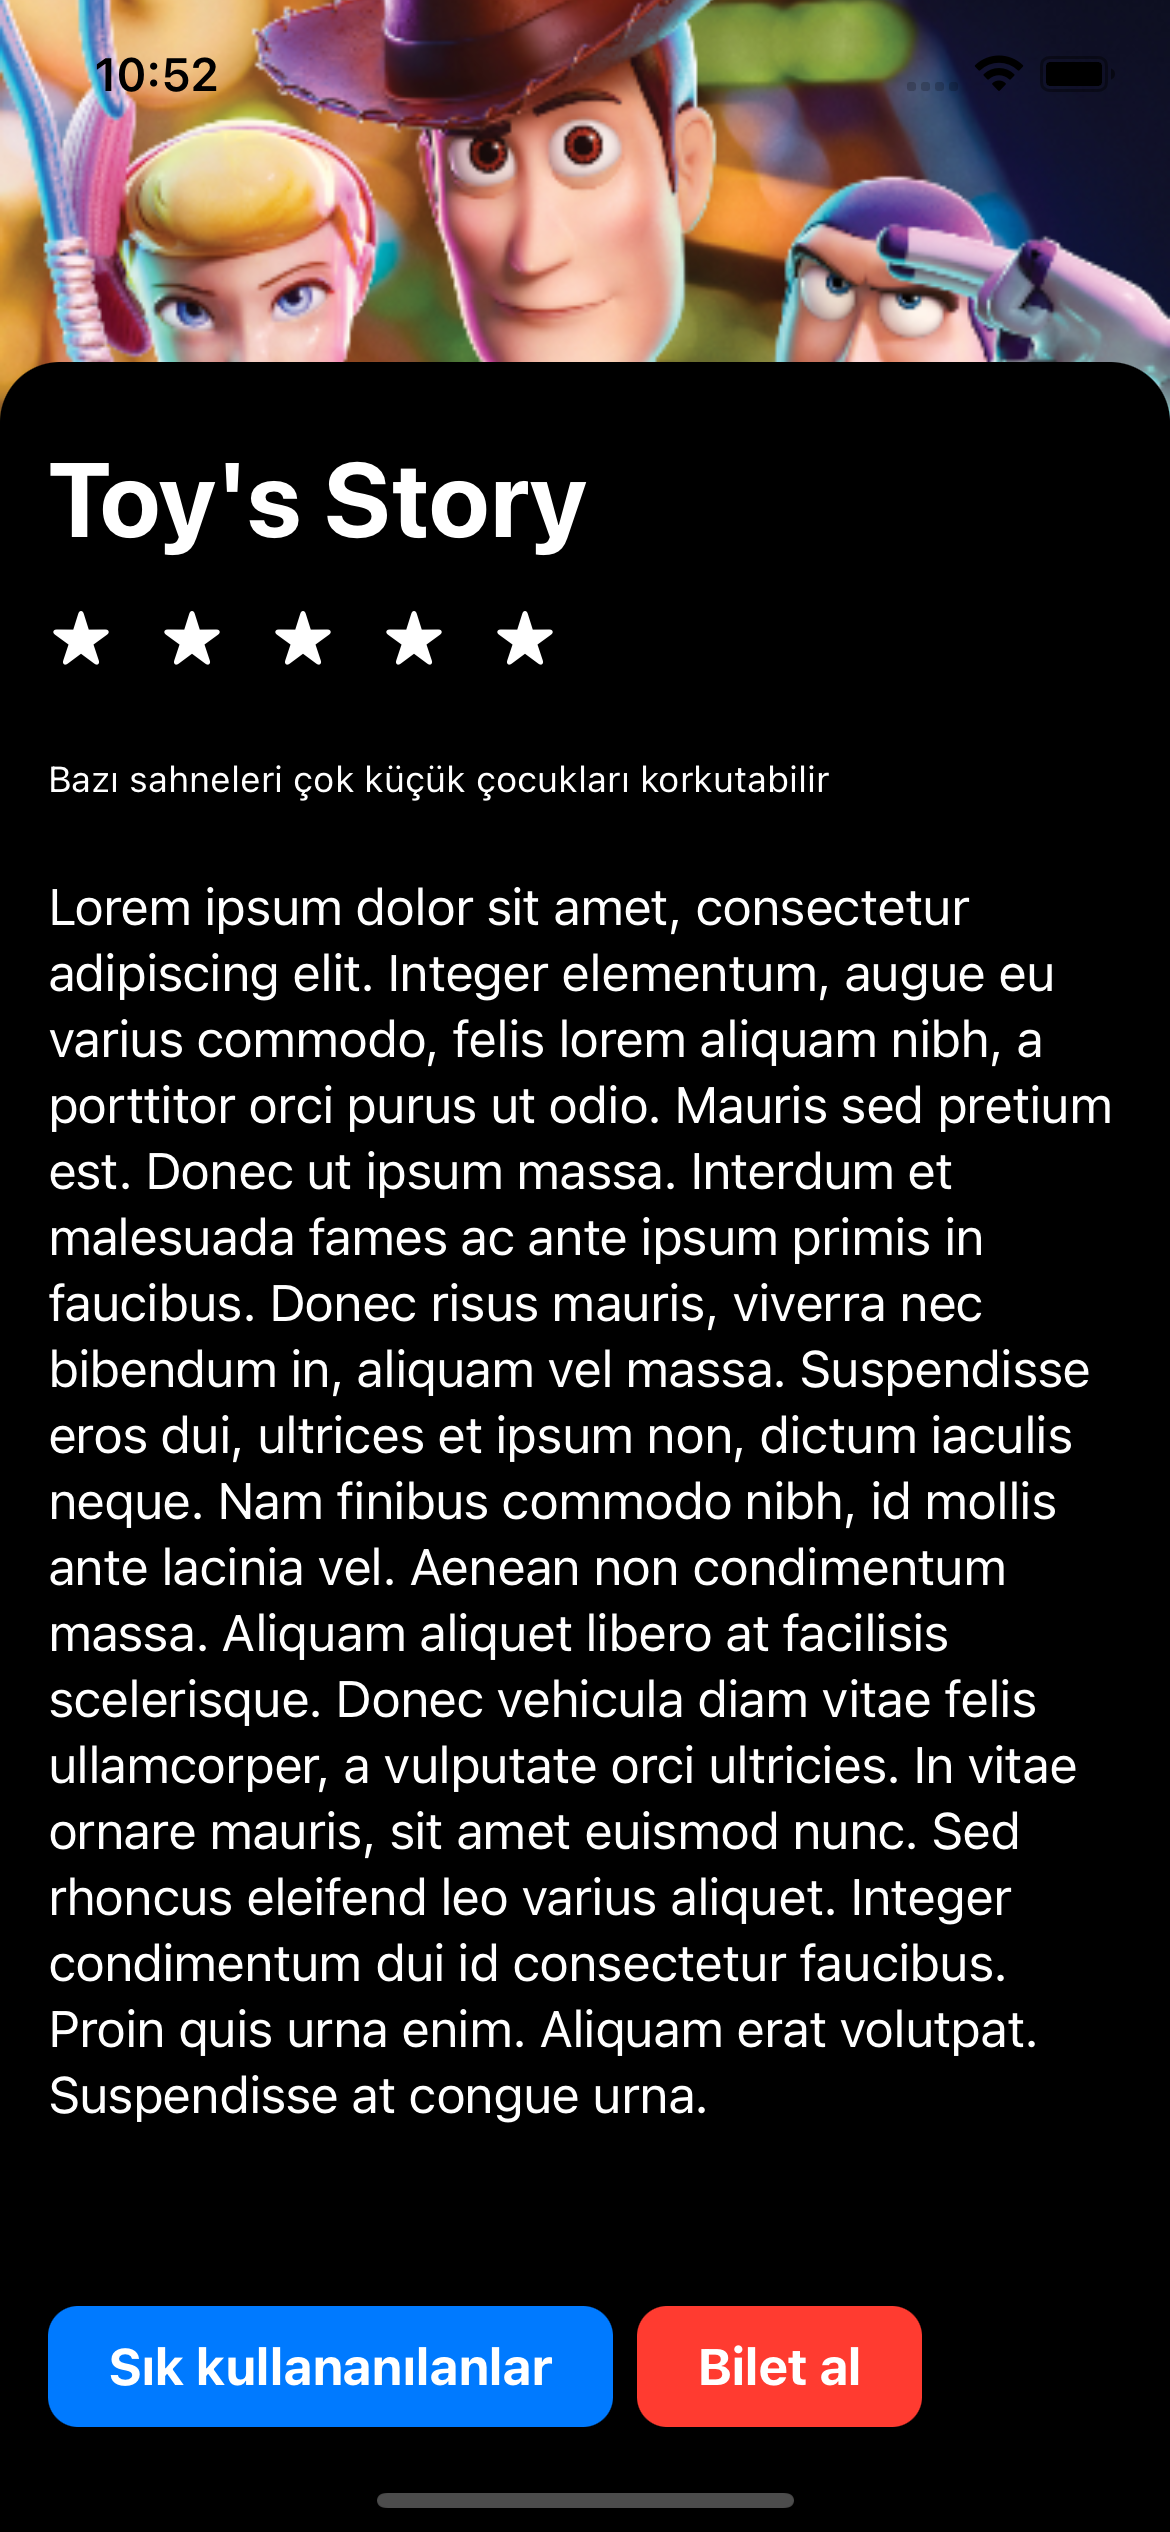 10:52
Toy's Story
Bazı sahneleri çok küçük çocukları korkutabilir
Lorem ipsum dolor sit amet, consectetur
adipiscing elit. Integer elementum, augue eu
varius commodo, felis lorem aliquam nibh, a
porttitor orci purus ut odio. Mauris sed pretium
est. Donec ut ipsum massa. Interdum et
malesuada fames ac ante ipsum primis in
faucibus. Donec risus mauris, viverra nec
bibendum in, aliquam vel massa. Suspendisse
eros dui, ultrices et ipsum non, dictum iaculis
neque. Nam finibus commodo nibh, id mollis
ante lacinia vel. Aenean non condimentum
massa. Aliquam aliquet libero at facilisis
scelerisque. Donec vehicula diam vitae felis
ullamcorper, a vulputate orci ultricies. In vitae
ornare mauris, sit amet euismod nunc. Sed
rhoncus eleifend leo varius aliquet. Integer
condimentum dui id consectetur faucibus.
Proin quis urna enim. Aliquam erat volutpat.
Suspendisse at congue urna.
Sık kullananılanlar
Bilet al